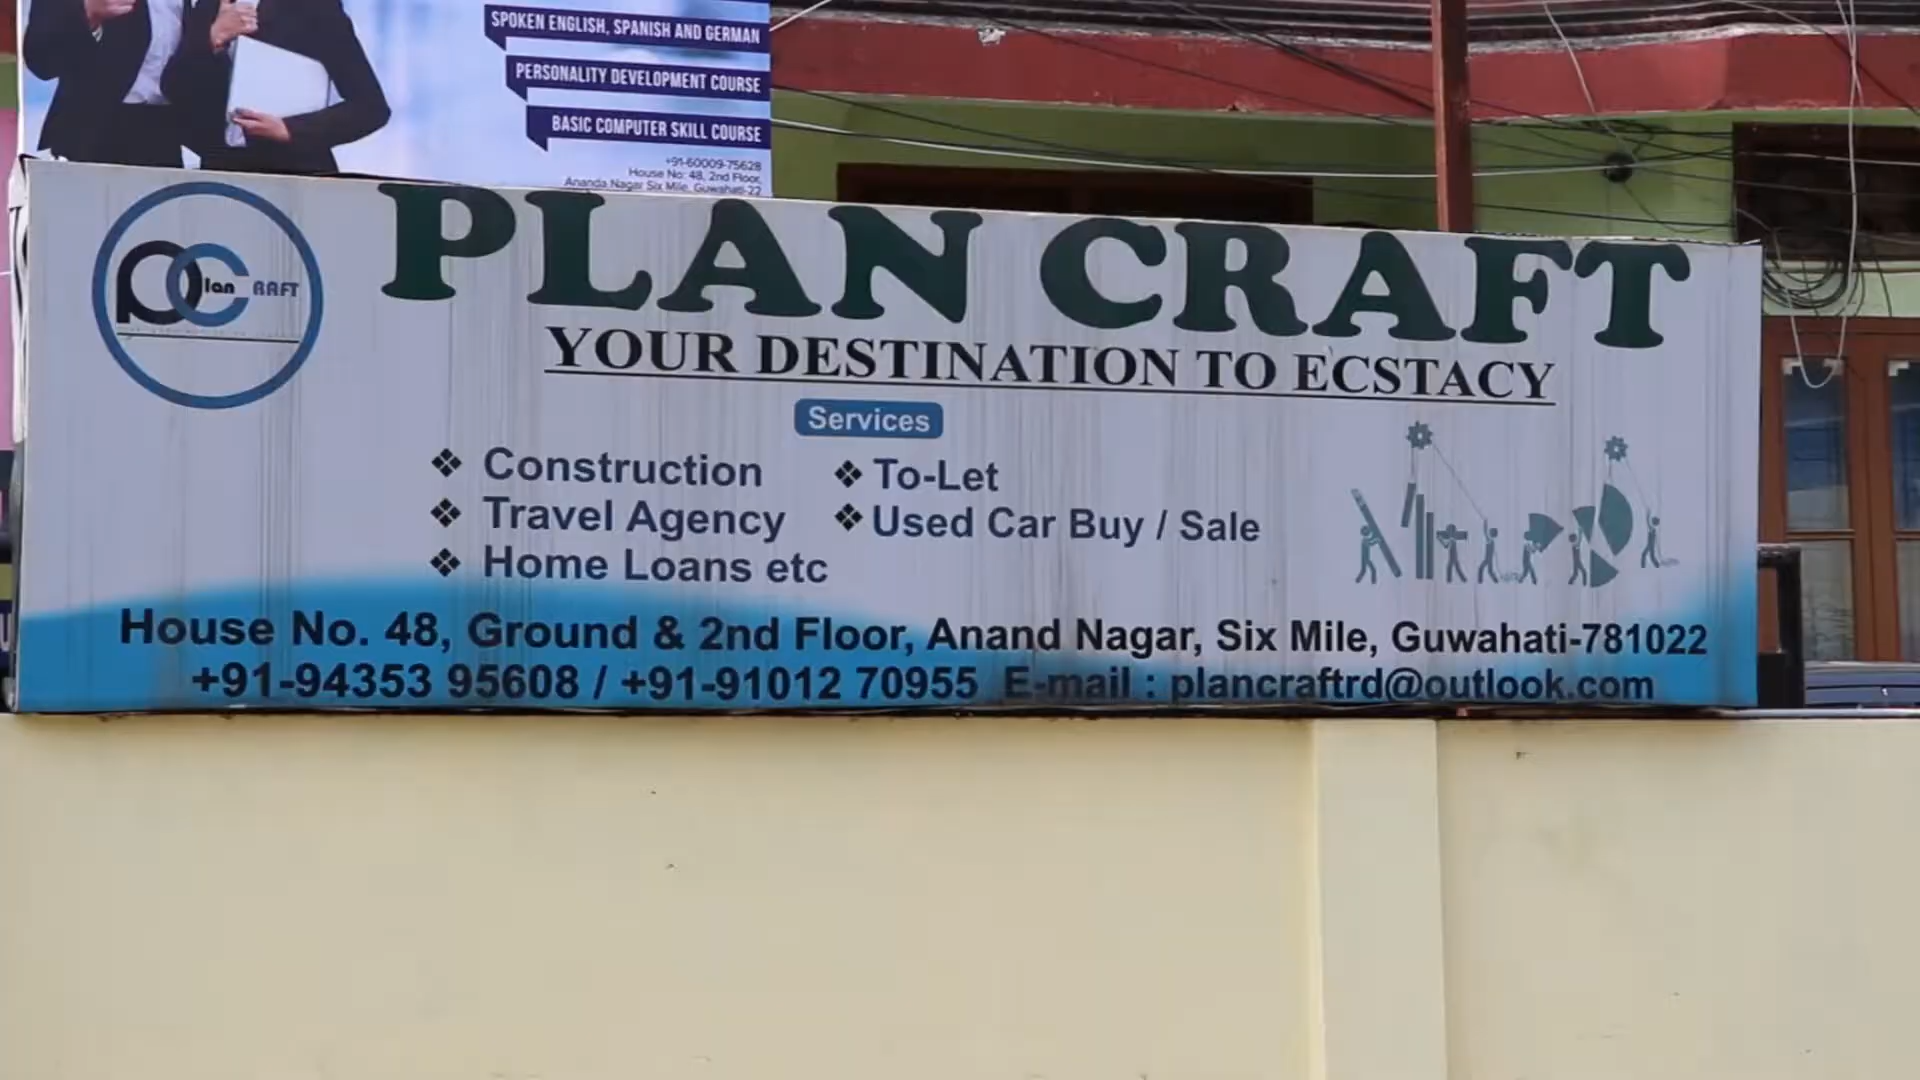 SPOKEN ENGLISH, SPANISH AND GERMAN
PERSONALITY DEVELOPMENT COURSE
BASIC COMPUTER SKILL COURSE
+91-60009-75628
House No: 48, 2nd Floor,
Ananda Nagar Six Mile, Guwahati-22
PC lan RAFT
PLAN CRAFT
YOUR DESTINATION TO ECSTACY
Services
❖ Construction ❖ To-Let
❖ Travel Agency ❖ Used Car Buy / Sale
❖ Home Loans etc
House No. 48, Ground & 2nd Floor, Anand Nagar, Six Mile, Guwahati-781022
+91-94353 95608 / +91-91012 70955 E-mail : plancraftrd@outlook.com